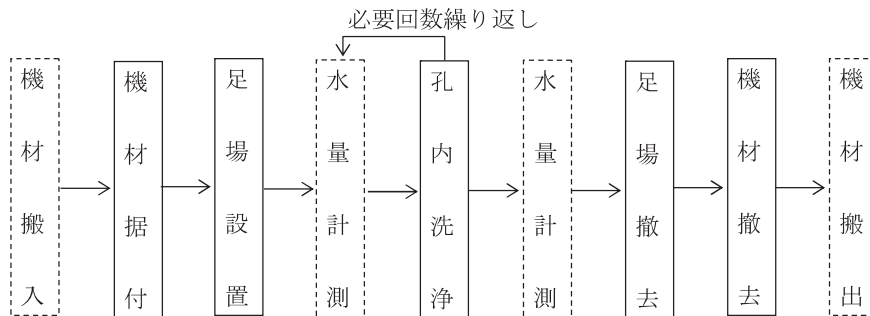 必要回数繰り返し
機材搬入
機材据付
足場設置
水量計測
孔内洗浄
水量計測
足場撤去
機材撤去
機材搬出